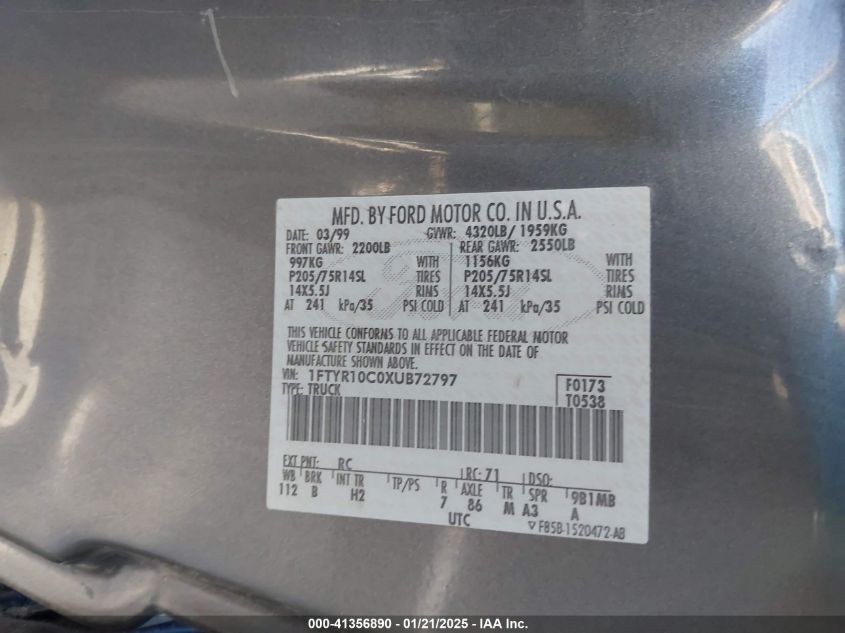 MFD. BY FORD MOTOR CO. IN U.S.A.
DATE: 03/99 GVWR: 4320LB/ 1959KG
FRONT GAWR: 2200LB REAR GAWR: 2550LB
997KG WITH 1156KG WITH
P205/75R14SL TIRES P205/75R14SL TIRES
14X5.5J RIMS 14X5.5J RIMS
AT 241 kPa/35 PSI COLD AT 241 kPa/35 PSI COLD
THIS VEHICLE CONFORMS TO ALL APPLICABLE FEDERAL MOTOR
VEHICLE SAFETY STANDARDS IN EFFECT ON THE DATE OF
MANUFACTURE SHOWN ABOVE.
VIN: 1FTYR10C0XUB72797 F0173
TYPE: TRUCK T0538
EXT PNT: RC RC: 71 DSO:
WB BRK INT TR TP/PS R AXLE TR SPR 9B1MB
112 B H2 7 86 M A3 A
UTC ▽ F85B-1520472-AB
000-41356890 | 01/21/2025 - IAA Inc.